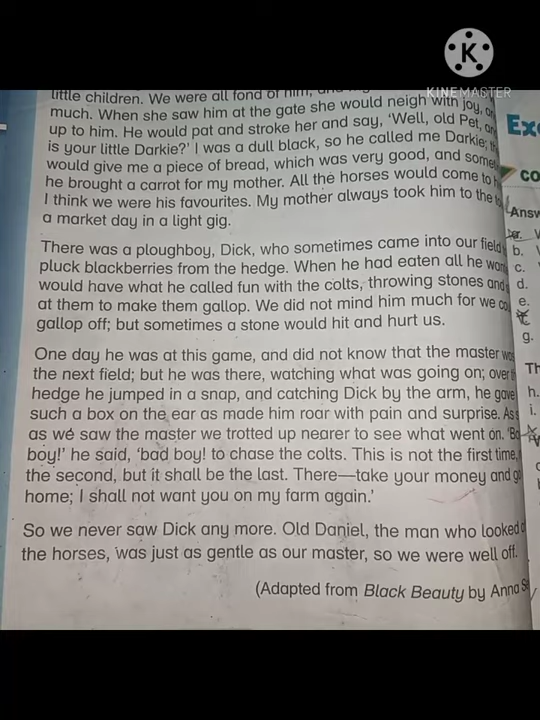 KINEMASTER
little children. We were all fond of him,
much. When she saw him at the gate she would neigh with joy,
up to him. He would pat and stroke her and say, 'Well, old Pet,
is your little Darkie?' I was a dull black, so he called me Darkie;
would give me a piece of bread, which was very good, and
he brought a carrot for my mother. All the horses would come to
I think we were his favourites. My mother always took him to the
a market day in a light gig.
There was a ploughboy, Dick, who sometimes came into our field
pluck blackberries from the hedge. When he had eaten all he
would have what he called fun with the colts, throwing stones and
at them to make them gallop. We did not mind him much for we
gallop off; but sometimes a stone would hit and hurt us.
One day he was at this game, and did not know that the master
the next field; but he was there, watching what was going on; over
hedge he jumped in a snap, and catching Dick by the arm, he gave
such a box on the ear as made him roar with pain and surprise. As
as we saw the master we trotted up nearer to see what went on.
boy!' he said, 'bad boy! to chase the colts. This is not the first time,
the second, but it shall be the last. There—take your money and
home; I shall not want you on my farm again.'
So we never saw Dick any more. Old Daniel, the man who looked
the horses, was just as gentle as our master, so we were well off.
(Adapted from Black Beauty by Anna
b.
c.
d.
e.
g.
h.
i.